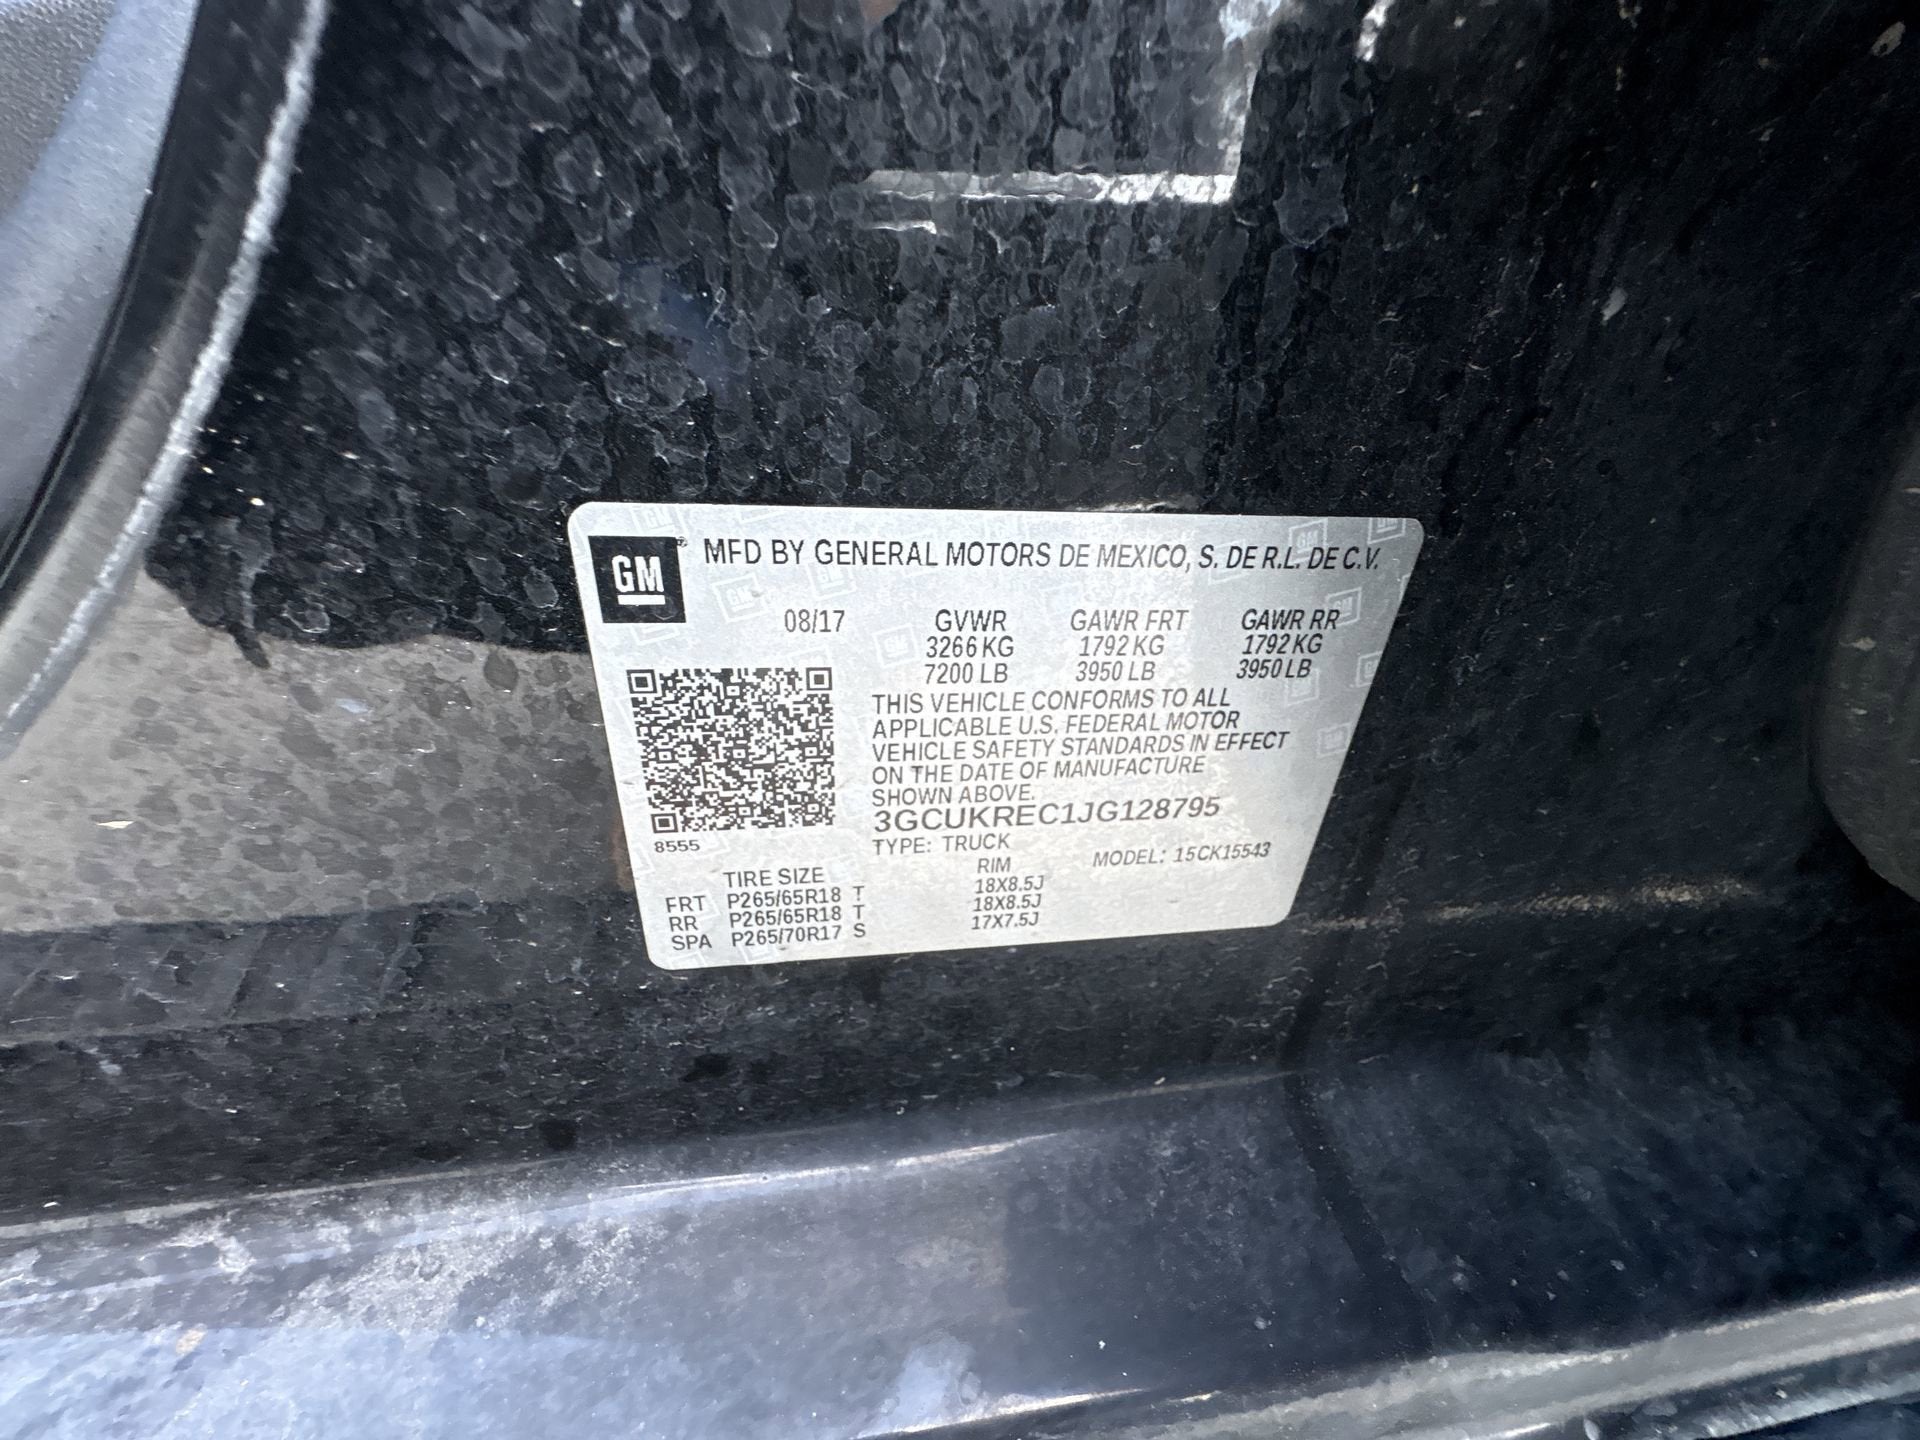 GM ® MFD BY GENERAL MOTORS DE MEXICO, S. DE R.L. DE C.V.
08/17 GVWR GAWR FRT GAWR RR
3266 KG 1792 KG 1792 KG
7200 LB 3950 LB 3950 LB
THIS VEHICLE CONFORMS TO ALL
APPLICABLE U.S. FEDERAL MOTOR
VEHICLE SAFETY STANDARDS IN EFFECT
ON THE DATE OF MANUFACTURE
SHOWN ABOVE.
3GCUKREC1JG128795
8555 TYPE: TRUCK MODEL: 15CK15543
TIRE SIZE RIM
FRT P265/65R18 T 18X8.5J
RR P265/65R18 T 18X8.5J
SPA P265/70R17 S 17X7.5J